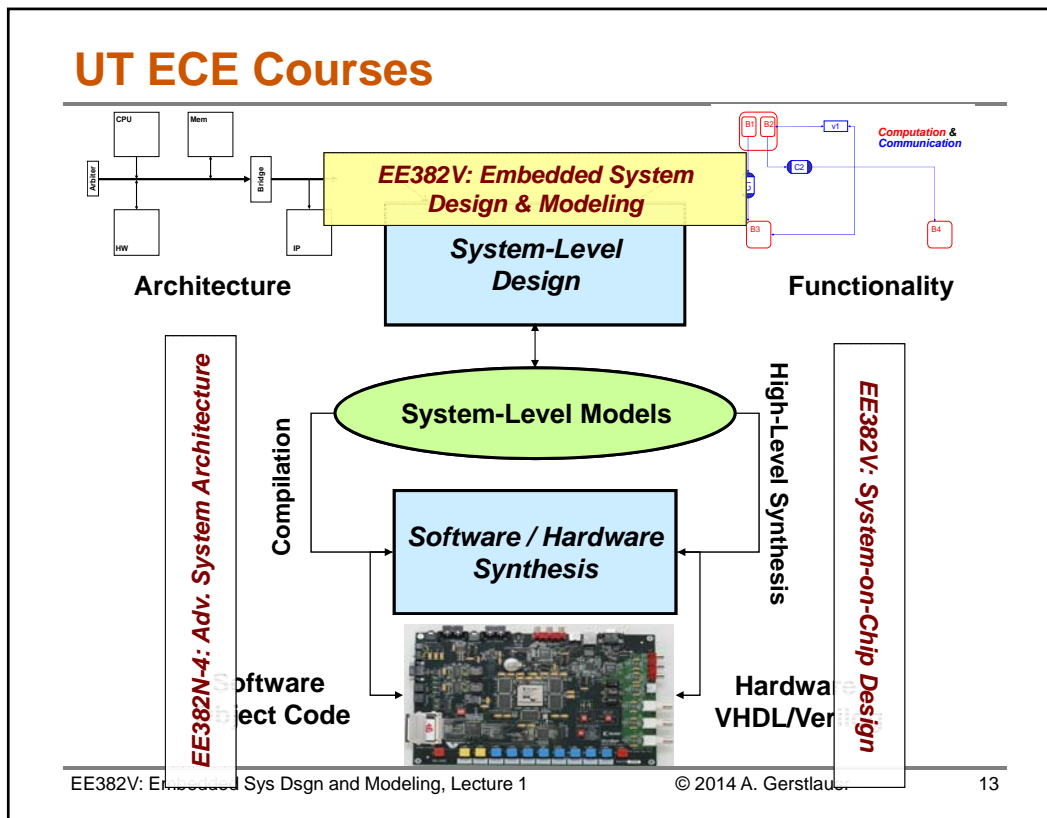 UT ECE Courses
CPU
Mem
Arbiter
Bridge
HW
IP
Architecture
EE382V: Embedded System
Design & Modeling
System-Level
Design
B1
B2
v1
C1
C2
B3
B4
Computation &
Communication
Functionality
EE382N-4: Adv. System Architecture
Compilation
System-Level Models
High-Level Synthesis
EE382V: System-on-Chip Design
Software / Hardware
Synthesis
Software
Object Code
Hardware
VHDL/Verilog
EE382V: Embedded Sys Dsgn and Modeling, Lecture 1
© 2014 A. Gerstlauer
13